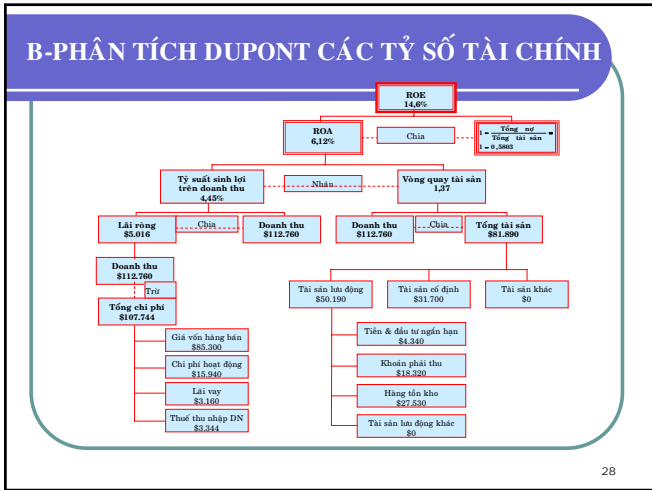 B-PHÂN TÍCH DUPONT CÁC TỶ SỐ TÀI CHÍNH
ROE
14,6%
ROA
6,12%
Chia
1 – Tổng nợ / Tổng tài sản =
1 – 0,5803
Tỷ suất sinh lợi
trên doanh thu
4,45%
Nhân
Vòng quay tài sản
1,37
Lãi ròng
$5.016
Chia
Doanh thu
$112.760
Doanh thu
$112.760
Chia
Tổng tài sản
$81.890
Doanh thu
$112.760
Trừ
Tổng chi phí
$107.744
Tài sản lưu động
$50.190
Tài sản cố định
$31.700
Tài sản khác
$0
Giá vốn hàng bán
$85.300
Chi phí hoạt động
$15.940
Lãi vay
$3.160
Thuế thu nhập DN
$3.344
Tiền & đầu tư ngắn hạn
$4.340
Khoản phải thu
$18.320
Hàng tồn kho
$27.530
Tài sản lưu động khác
$0
28